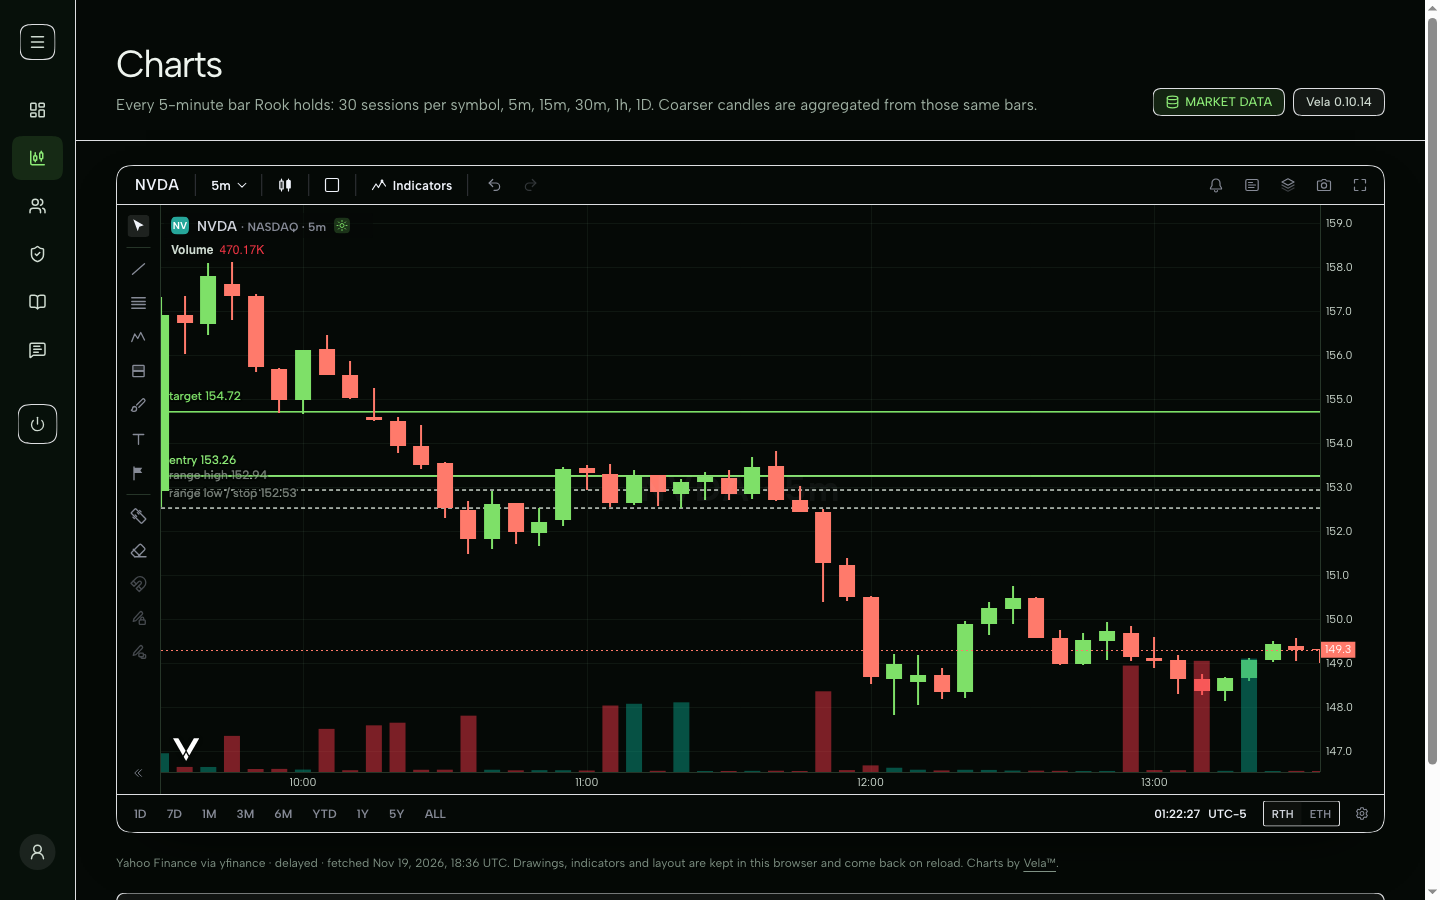 Charts
Every 5-minute bar Rook holds: 30 sessions per symbol, 5m, 15m, 30m, 1h, 1D. Coarser candles are aggregated from those same bars.
MARKET DATA
Vela 0.10.14
NVDA 5m Indicators
NV NVDA · NASDAQ · 5m
Volume 470.17K
159.0
158.0
157.0
156.0
target 154.72
155.0
154.0
entry 153.26
range high 152.94
range low / stop 152.53
153.0
152.0
151.0
150.0
149.3
149.0
148.0
147.0
10:00 11:00 12:00 13:00
1D 7D 1M 3M 6M YTD 1Y 5Y ALL
01:22:27 UTC-5 RTH ETH
Yahoo Finance via yfinance · delayed · fetched Nov 19, 2026, 18:36 UTC. Drawings, indicators and layout are kept in this browser and come back on reload. Charts by Vela™.